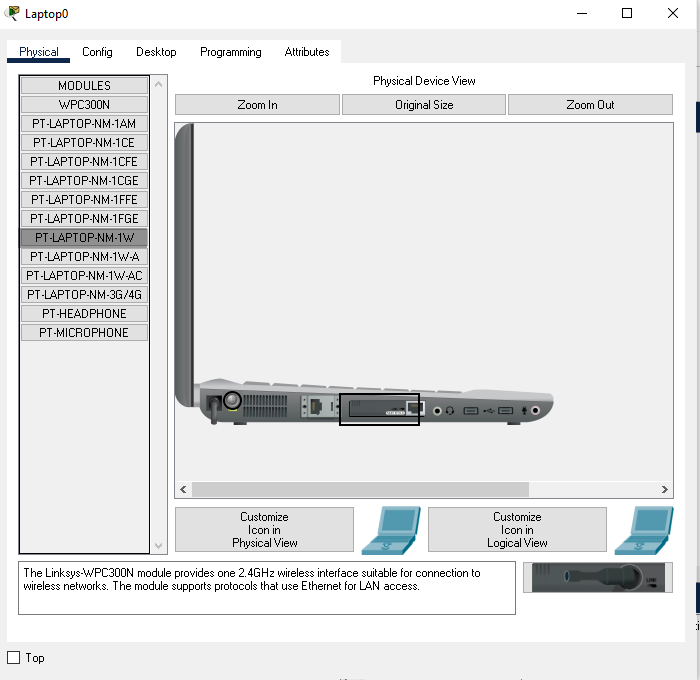 Laptop0
Physical Config Desktop Programming Attributes
MODULES
WPC300N
PT-LAPTOP-NM-1AM
PT-LAPTOP-NM-1CE
PT-LAPTOP-NM-1CFE
PT-LAPTOP-NM-1CGE
PT-LAPTOP-NM-1FFE
PT-LAPTOP-NM-1FGE
PT-LAPTOP-NM-1W
PT-LAPTOP-NM-1W-A
PT-LAPTOP-NM-1W-AC
PT-LAPTOP-NM-3G/4G
PT-HEADPHONE
PT-MICROPHONE
Physical Device View
Zoom In Original Size Zoom Out
Customize
Icon in
Physical View
Customize
Icon in
Logical View
The Linksys-WPC300N module provides one 2.4GHz wireless interface suitable for connection to
wireless networks. The module supports protocols that use Ethernet for LAN access.
LINK
Top